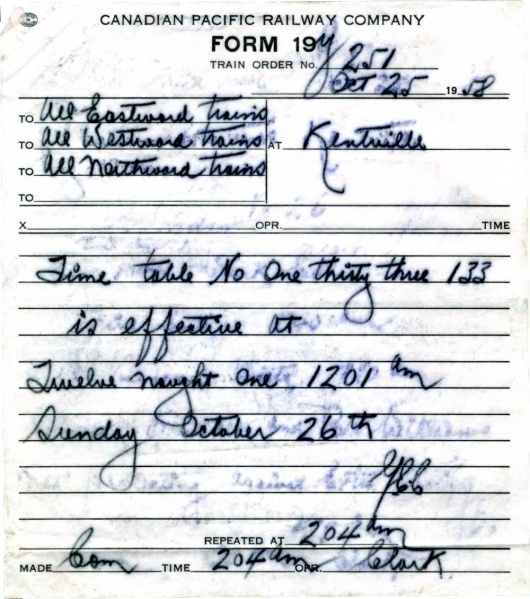 CANADIAN PACIFIC RAILWAY COMPANY
FORM 19Y
TRAIN ORDER No. 251
Oct 25 1958
TO All Eastward trains
TO All Westward trains AT Kentville
TO All Northward trains
TO
X OPR. TIME
Time table No One thirty three 133
is effective at
Twelve nought one 1201 am
Sunday October 26th
REPEATED AT 204 am
MADE Com TIME 204 am OPR. Clark